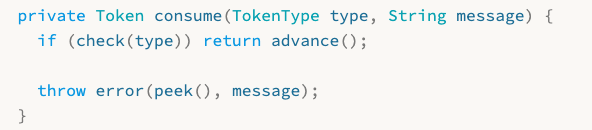 private Token consume(TokenType type, String message) {
  if (check(type)) return advance();

  throw error(peek(), message);
}